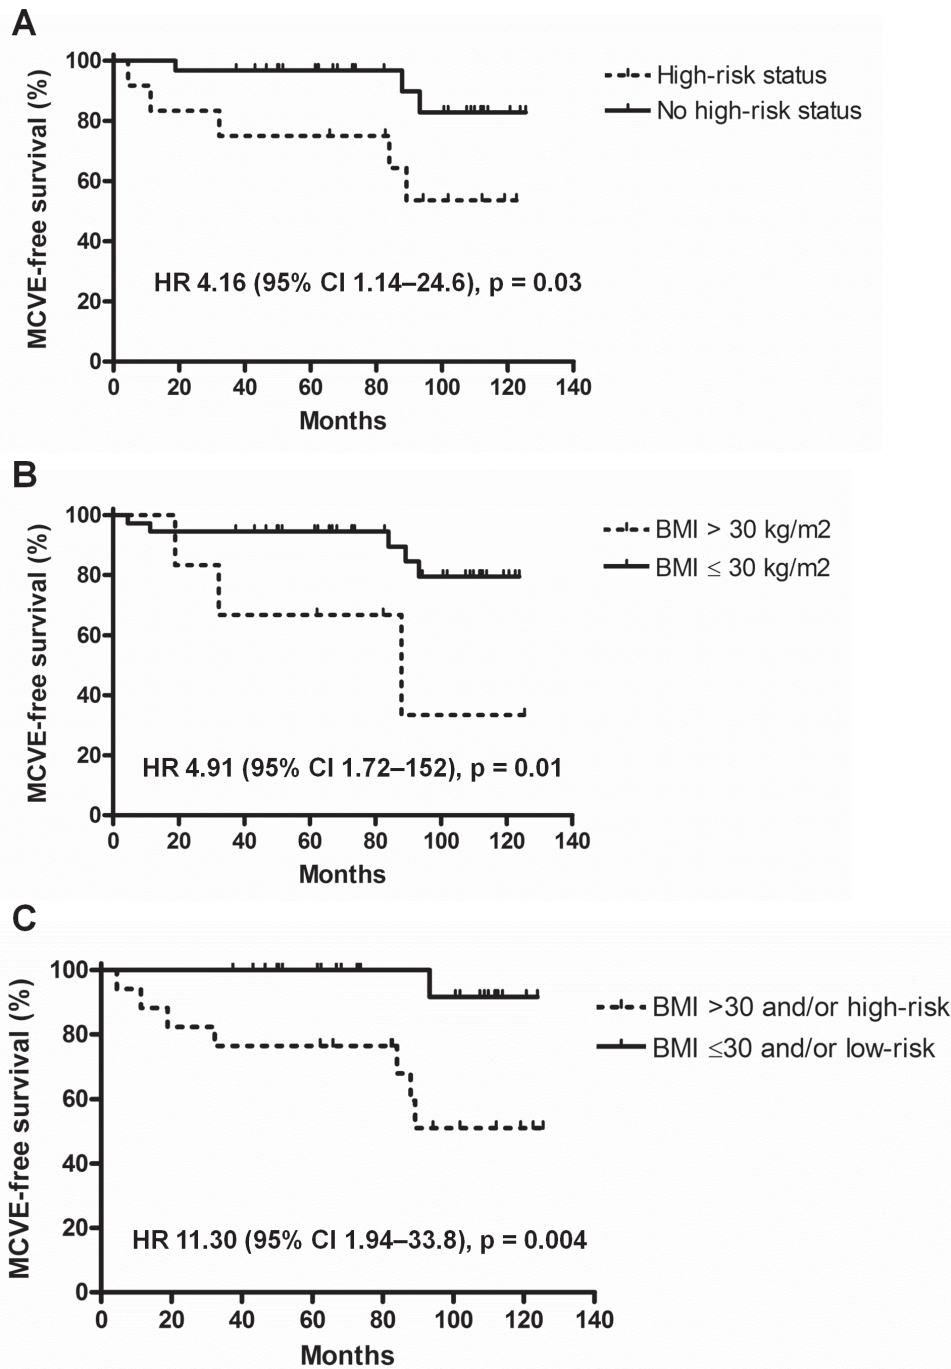 A
MCVE-free survival (%)
100
80
60
40
20
0
0 20 40 60 80 100 120 140
Months
HR 4.16 (95% CI 1.14–24.6), p = 0.03
High-risk status
No high-risk status
B
MCVE-free survival (%)
100
80
60
40
20
0
0 20 40 60 80 100 120 140
Months
HR 4.91 (95% CI 1.72–152), p = 0.01
BMI > 30 kg/m2
BMI ≤ 30 kg/m2
C
MCVE-free survival (%)
100
80
60
40
20
0
0 20 40 60 80 100 120 140
Months
HR 11.30 (95% CI 1.94–33.8), p = 0.004
BMI >30 and/or high-risk
BMI ≤30 and/or low-risk